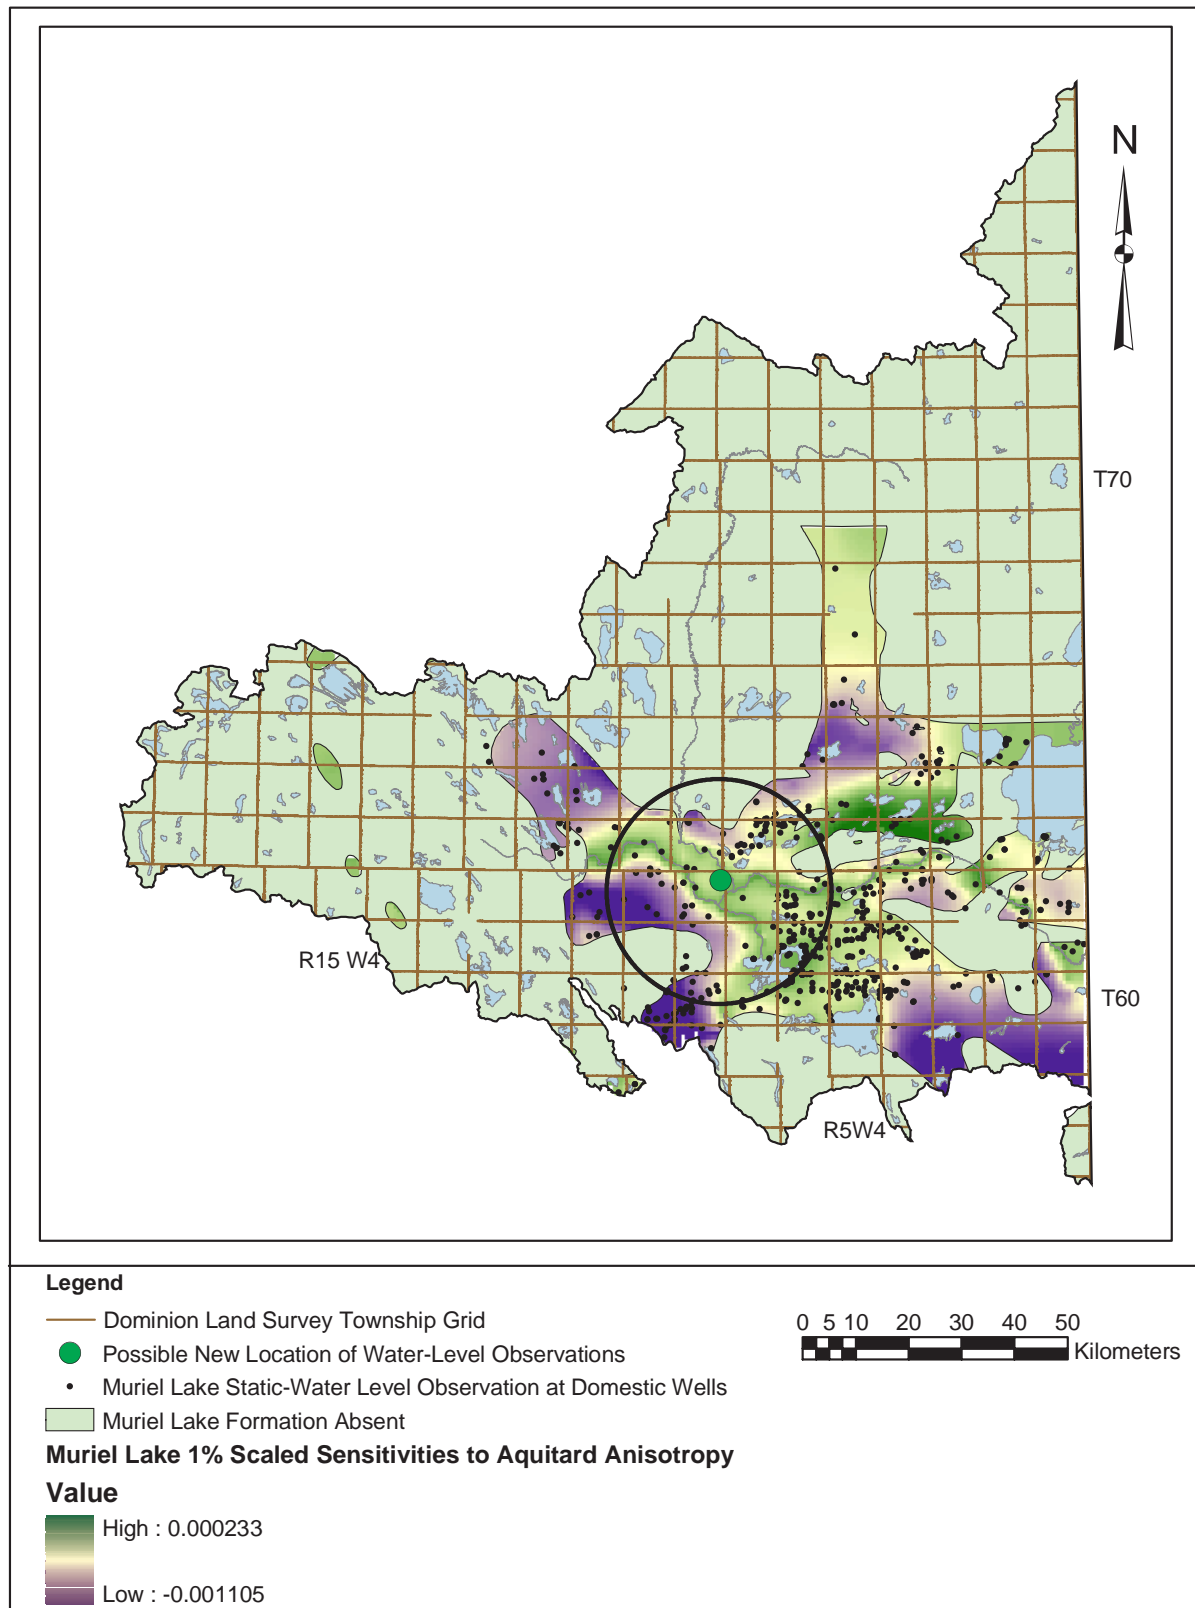 N
T70
R15 W4
T60
R5W4
Legend
Dominion Land Survey Township Grid
Possible New Location of Water-Level Observations
Muriel Lake Static-Water Level Observation at Domestic Wells
Muriel Lake Formation Absent
0 5 10 20 30 40 50
Kilometers
Muriel Lake 1% Scaled Sensitivities to Aquitard Anisotropy
Value
High : 0.000233
Low : -0.001105